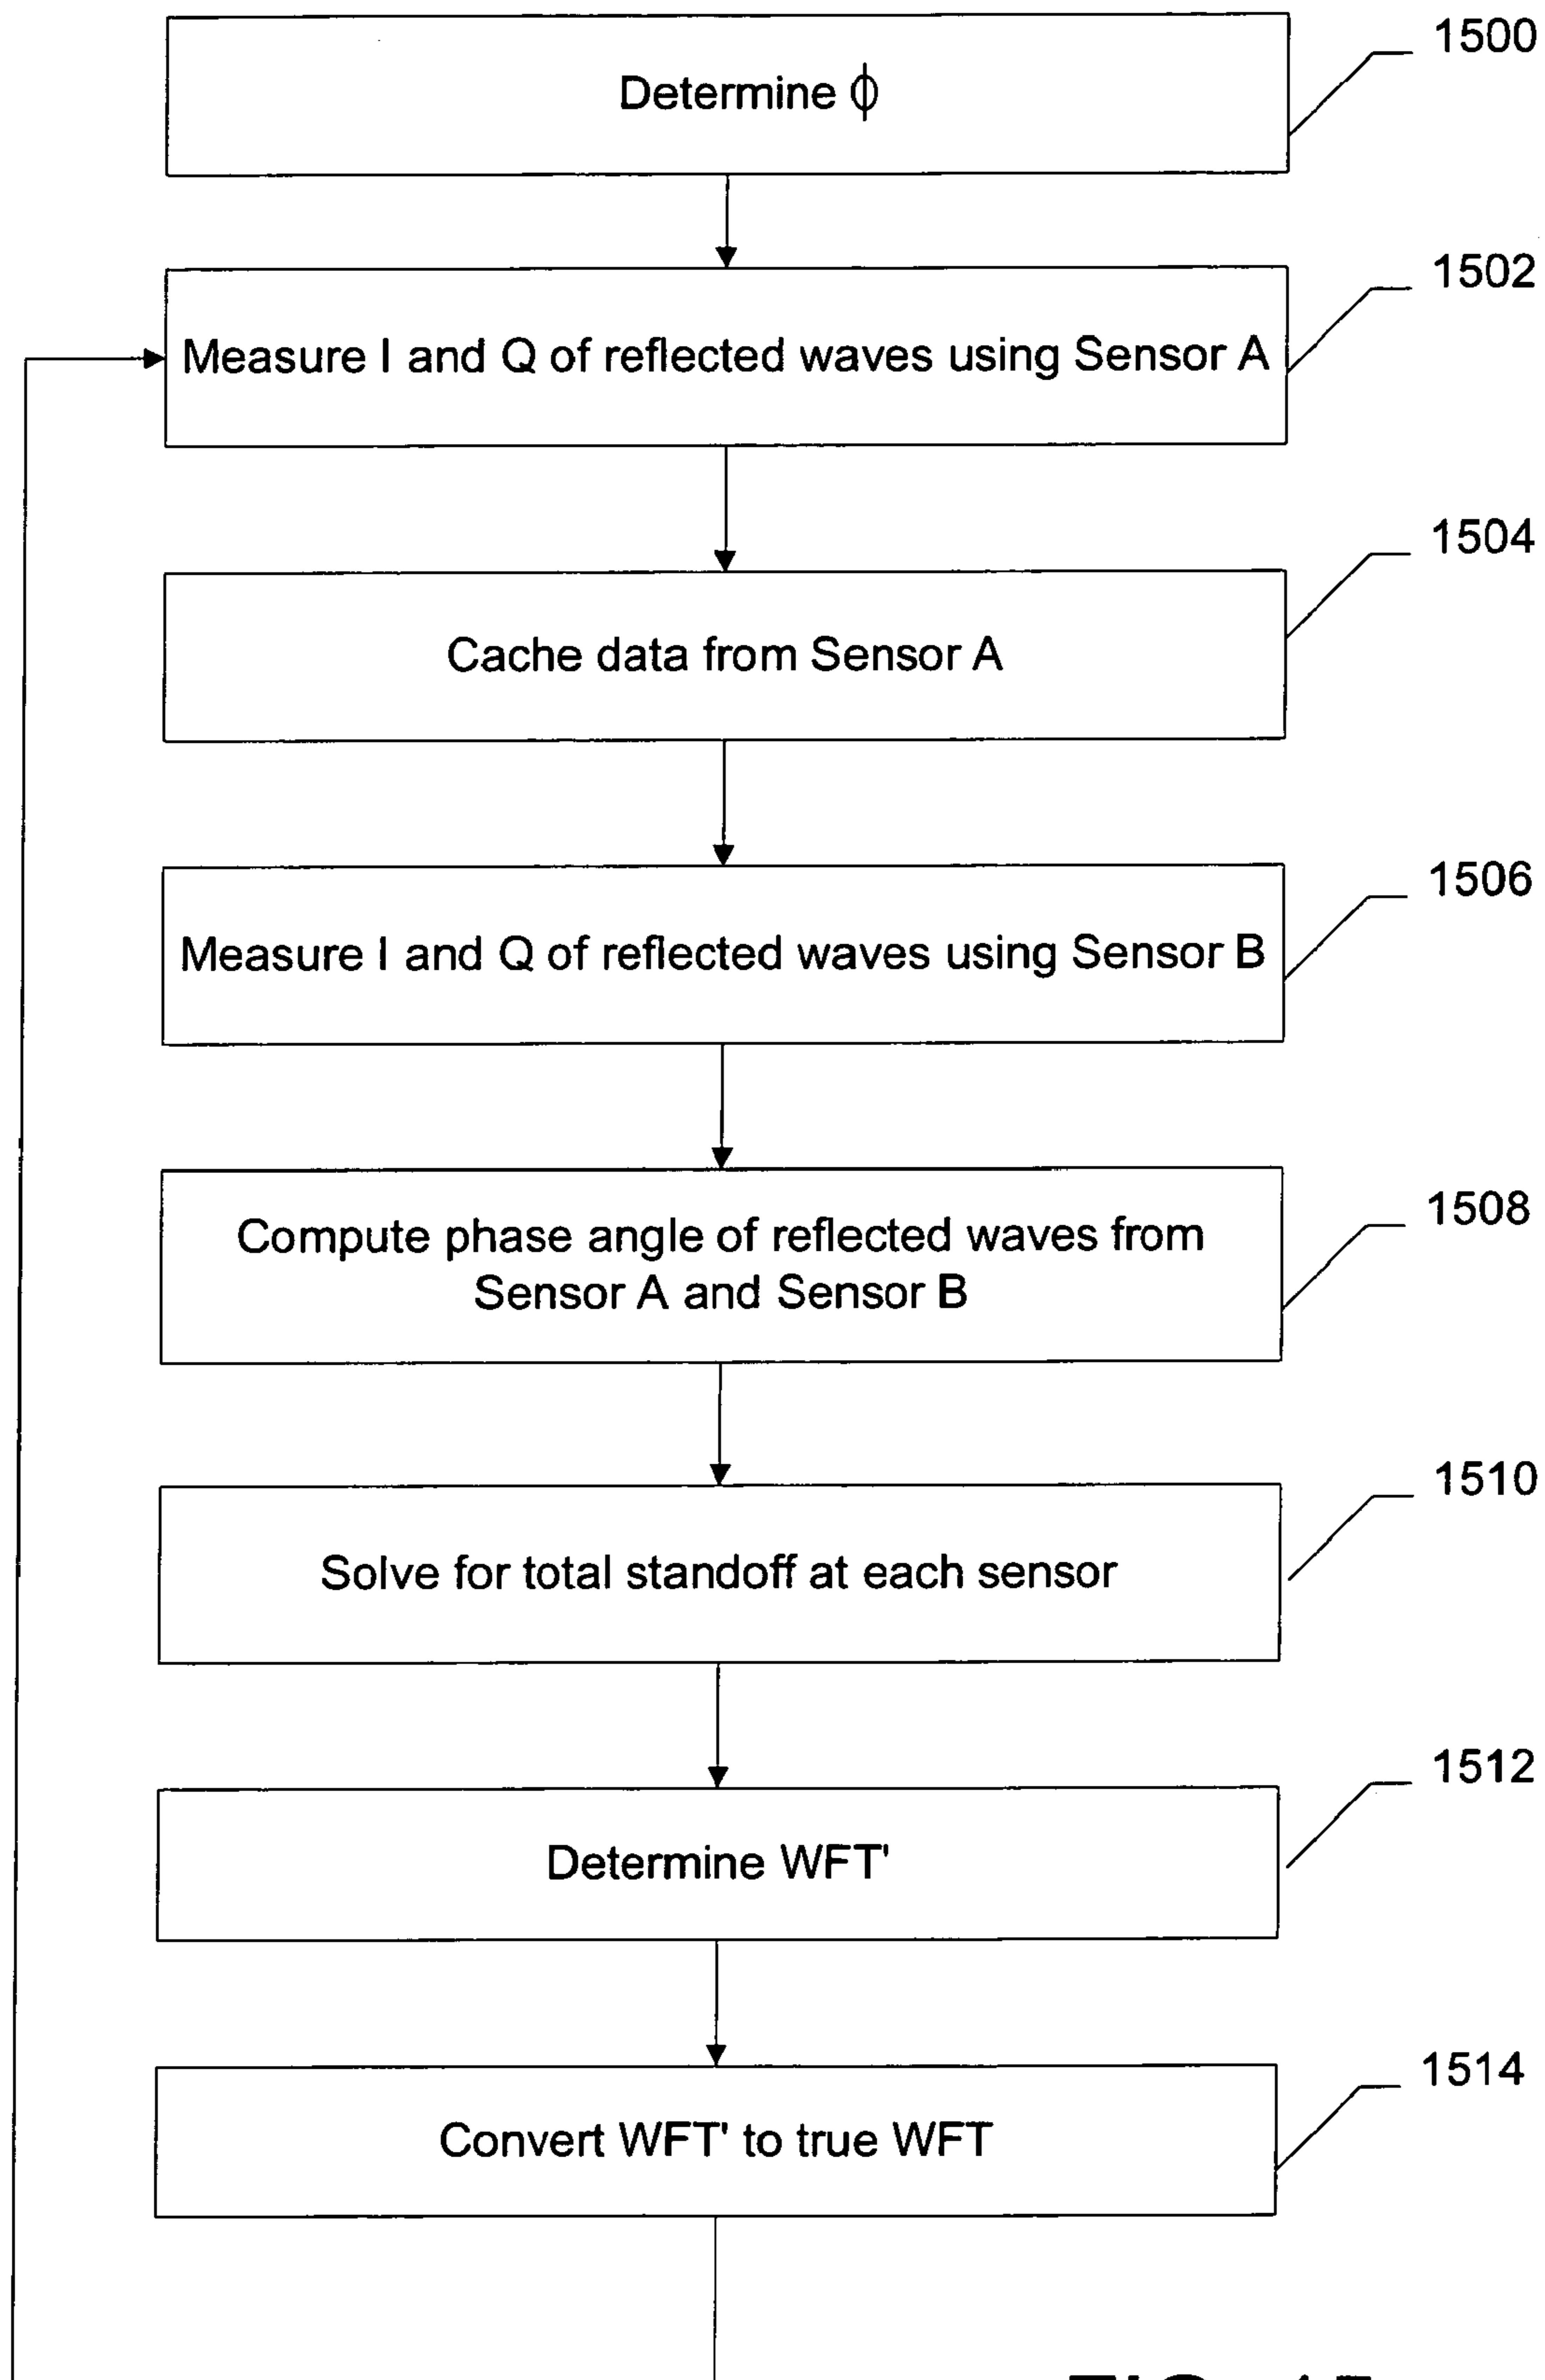 1500
Determine ϕ
1502
Measure I and Q of reflected waves using Sensor A
1504
Cache data from Sensor A
1506
Measure I and Q of reflected waves using Sensor B
1508
Compute phase angle of reflected waves from
Sensor A and Sensor B
1510
Solve for total standoff at each sensor
1512
Determine WFT'
1514
Convert WFT' to true WFT